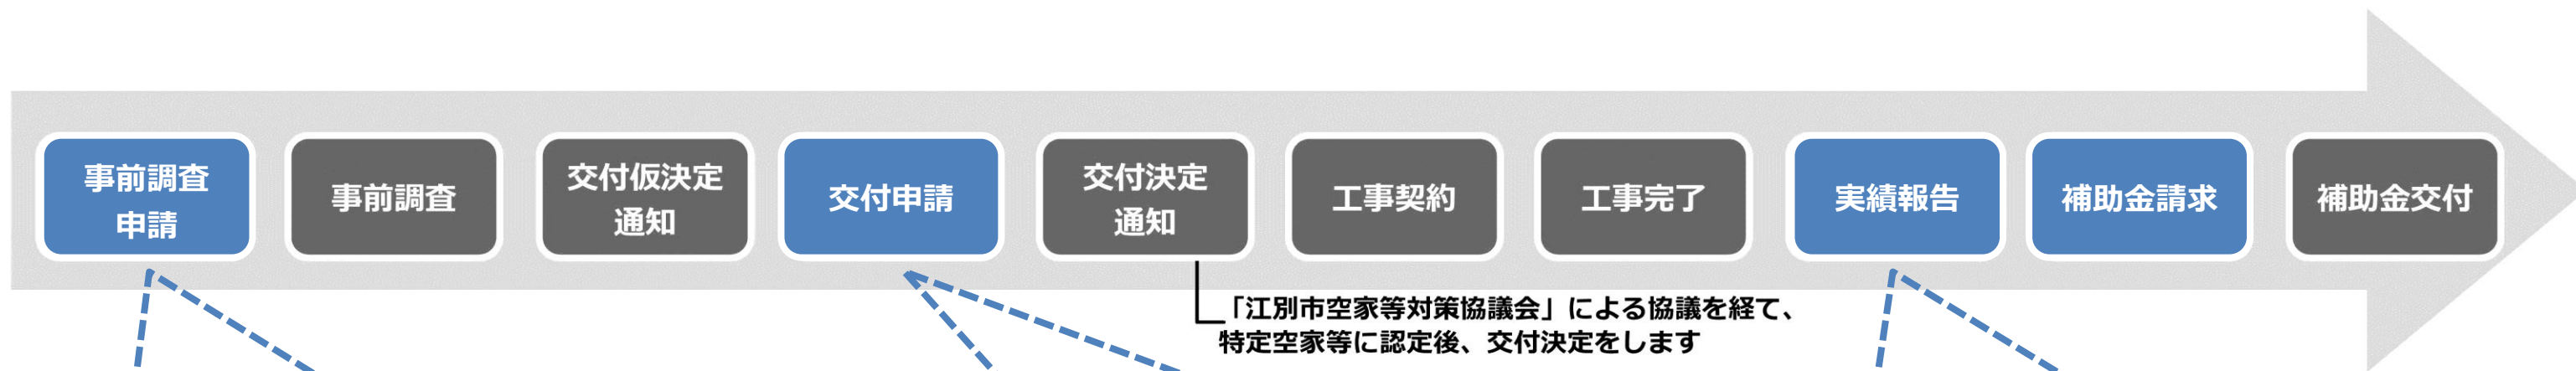 事前調査
申請
事前調査
交付仮決定
通知
交付申請
交付決定
通知
工事契約
工事完了
実績報告
補助金請求
補助金交付
「江別市空家等対策協議会」による協議を経て、
特定空家等に認定後、交付決定をします